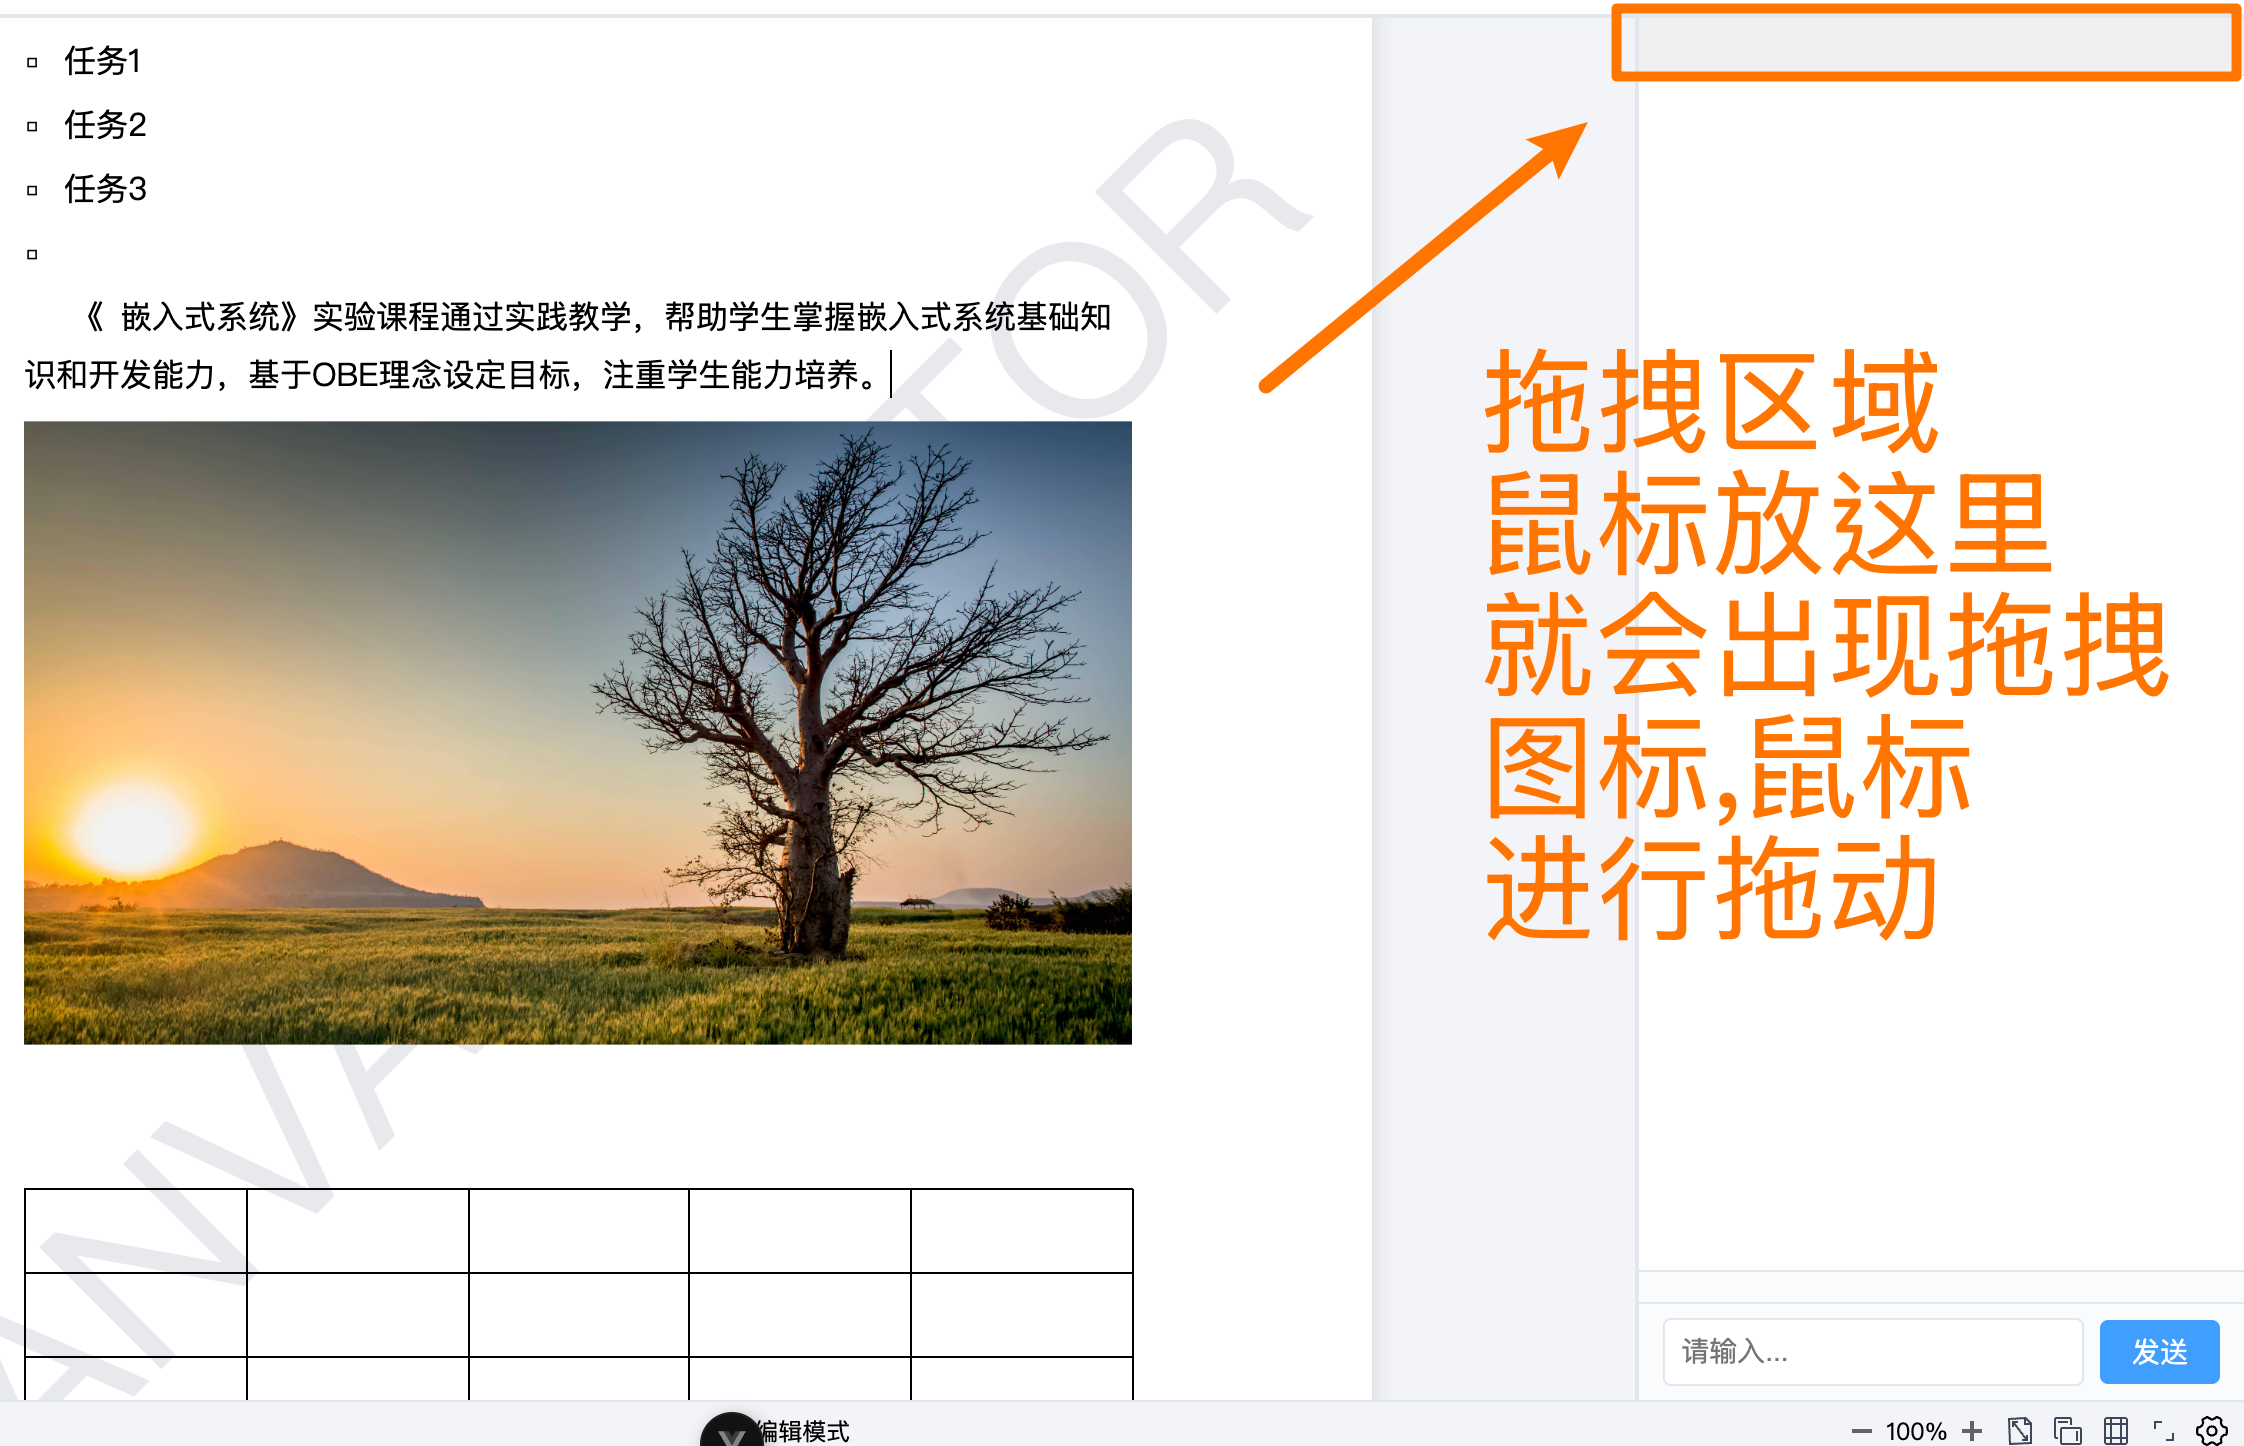 任务1
任务2
任务3
《 嵌入式系统》实验课程通过实践教学，帮助学生掌握嵌入式系统基础知
识和开发能力，基于OBE理念设定目标，注重学生能力培养。
拖拽区域
鼠标放这里
就会出现拖拽
图标,鼠标
进行拖动
请输入...
发送
编辑模式
100%